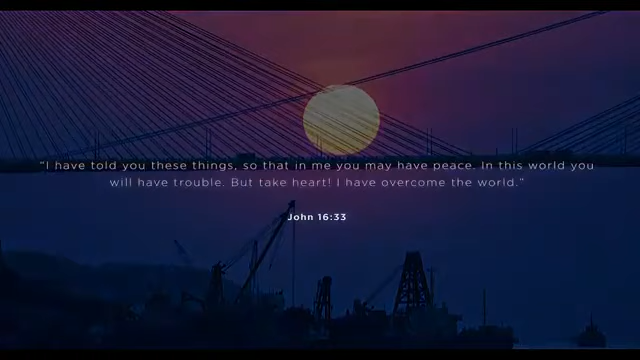 “I have told you these things, so that in me you may have peace. In this world you
will have trouble. But take heart! I have overcome the world.”
John 16:33